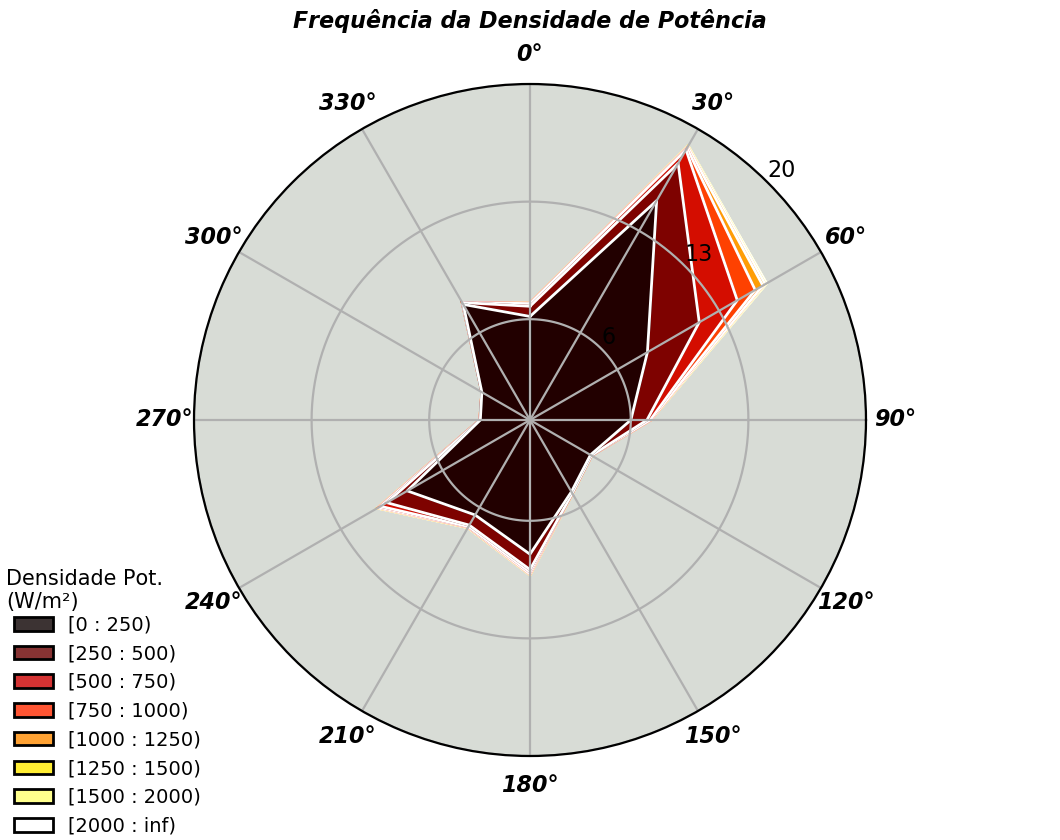 Frequência da Densidade de Potência
0°
330°
30°
20
300°
60°
13
6
270°
90°
240°
120°
210°
150°
180°
Densidade Pot.
(W/m²)
[0 : 250)
[250 : 500)
[500 : 750)
[750 : 1000)
[1000 : 1250)
[1250 : 1500)
[1500 : 2000)
[2000 : inf)